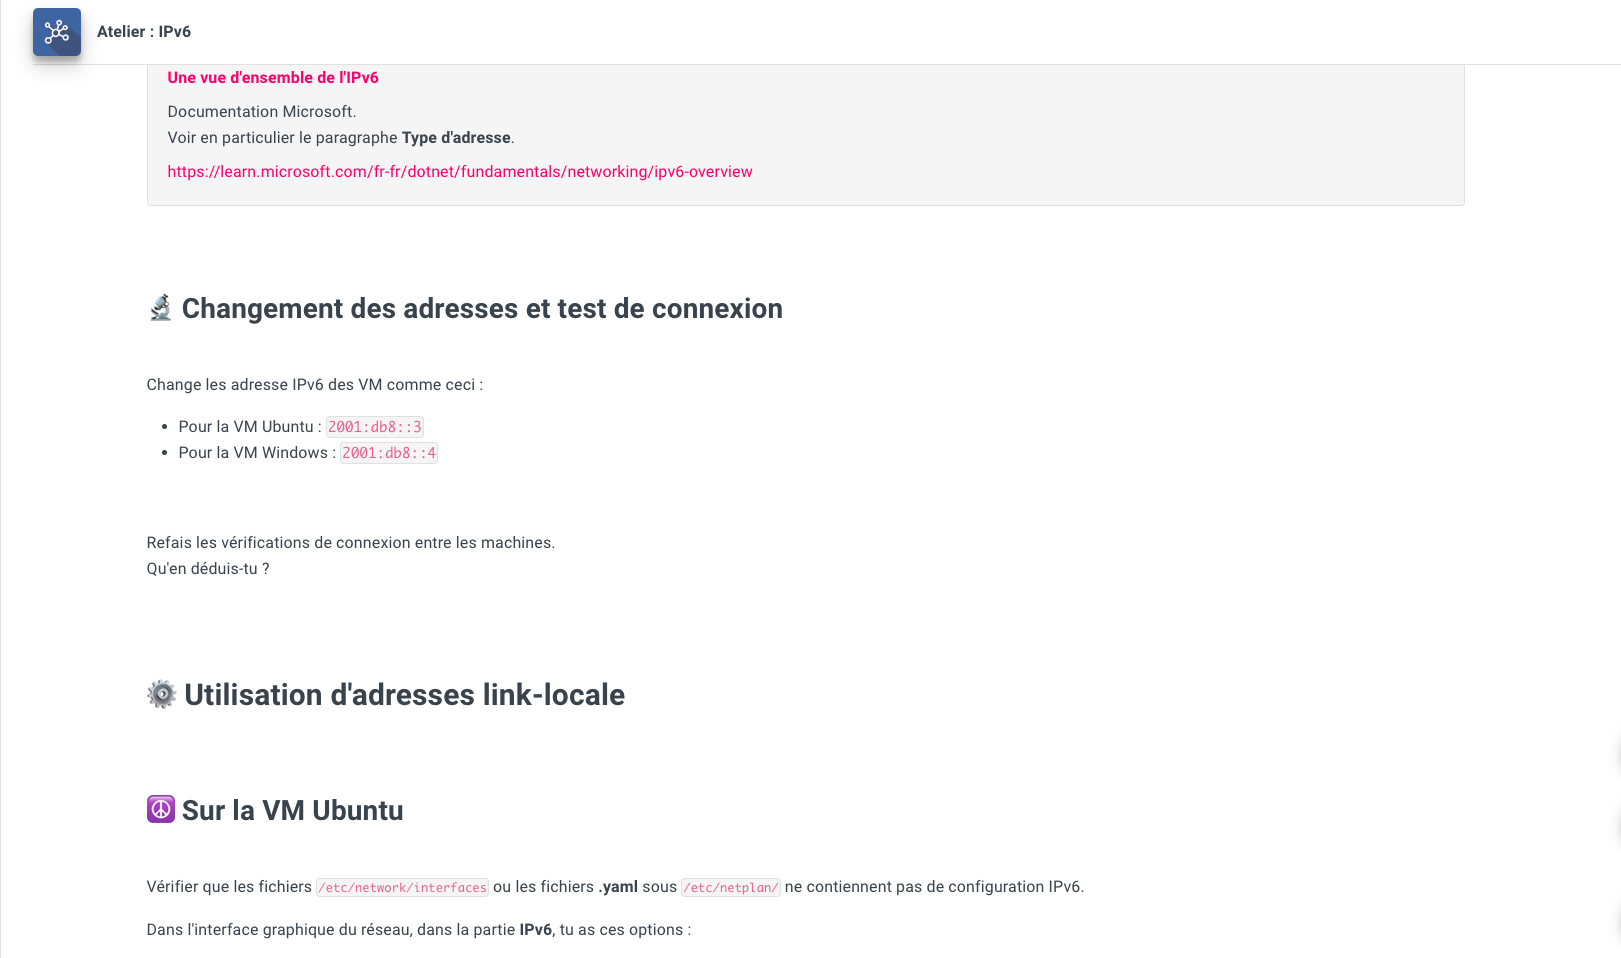 Atelier : IPv6
Une vue d'ensemble de l'IPv6
Documentation Microsoft.
Voir en particulier le paragraphe Type d'adresse.
https://learn.microsoft.com/fr-fr/dotnet/fundamentals/networking/ipv6-overview
Changement des adresses et test de connexion
Change les adresse IPv6 des VM comme ceci :
• Pour la VM Ubuntu : 2001:db8::3
• Pour la VM Windows : 2001:db8::4
Refais les vérifications de connexion entre les machines.
Qu'en déduis-tu ?
Utilisation d'adresses link-locale
Sur la VM Ubuntu
Vérifier que les fichiers /etc/network/interfaces ou les fichiers .yaml sous /etc/netplan/ ne contiennent pas de configuration IPv6.
Dans l'interface graphique du réseau, dans la partie IPv6, tu as ces options :